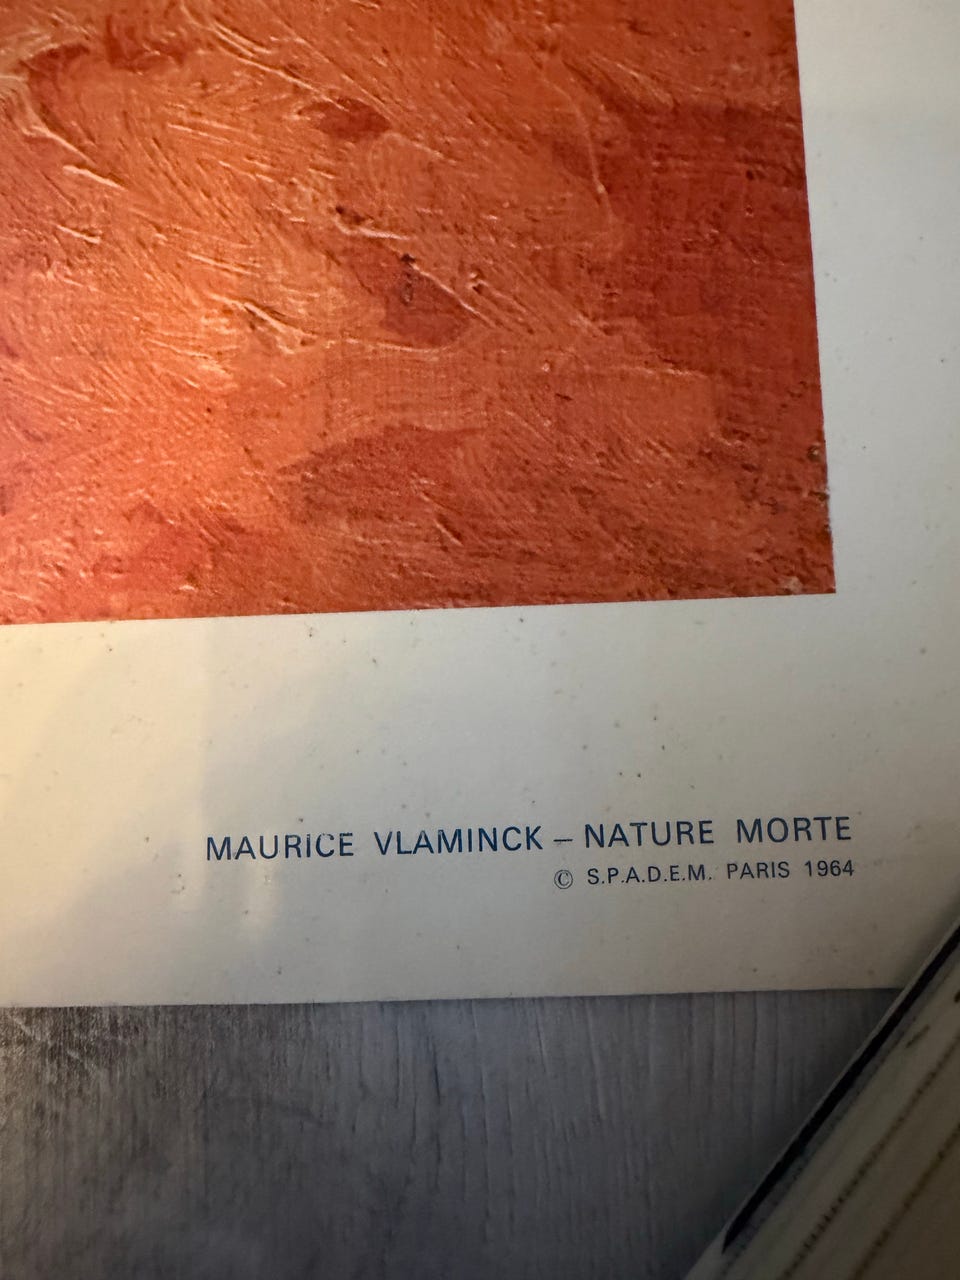 MAURICE VLAMINCK – NATURE MORTE
© S.P.A.D.E.M. PARIS 1964